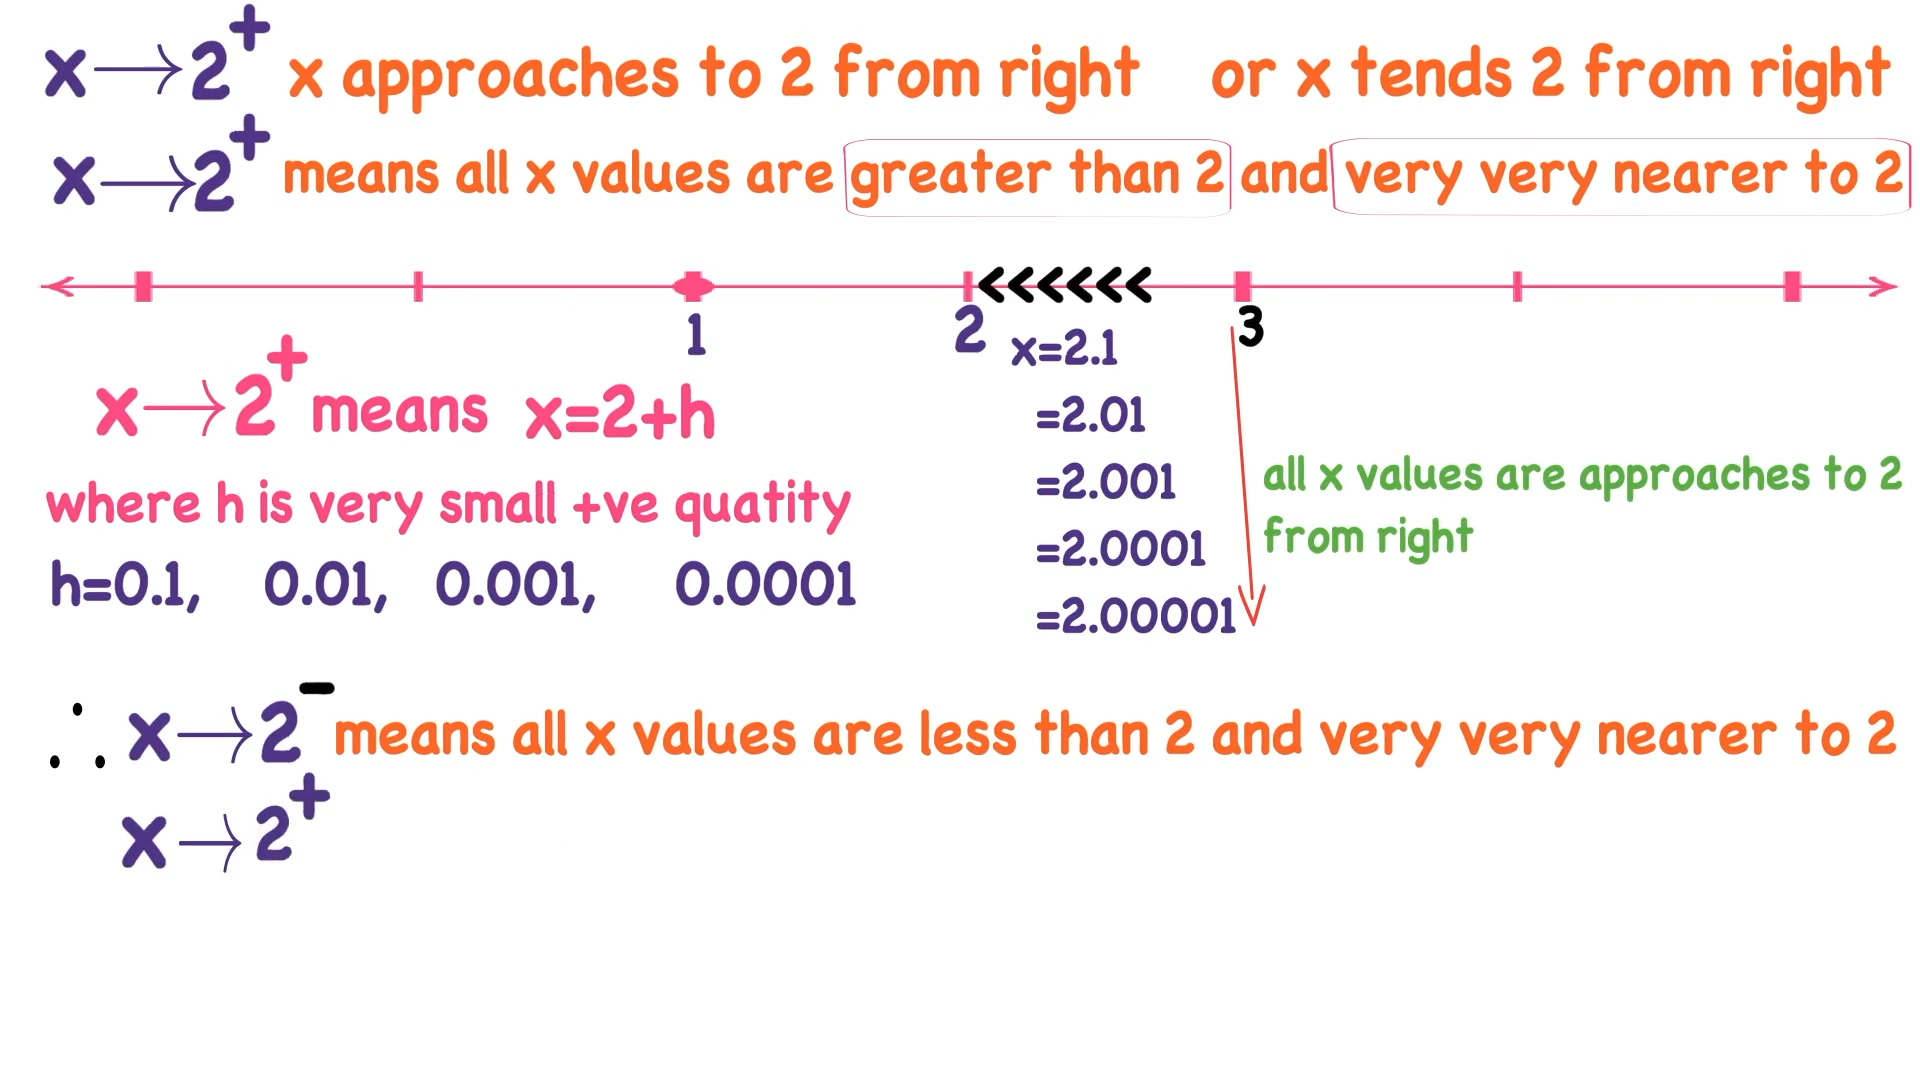 x→2⁺ x approaches to 2 from right or x tends 2 from right
x→2⁺ means all x values are greater than 2 and very very nearer to 2
1 2 3
x=2.1
=2.01
=2.001
=2.0001
=2.00001
all x values are approaches to 2
from right
x→2⁺ means x=2+h
where h is very small +ve quatity
h=0.1, 0.01, 0.001, 0.0001
∴ x→2⁻ means all x values are less than 2 and very very nearer to 2
x→2⁺